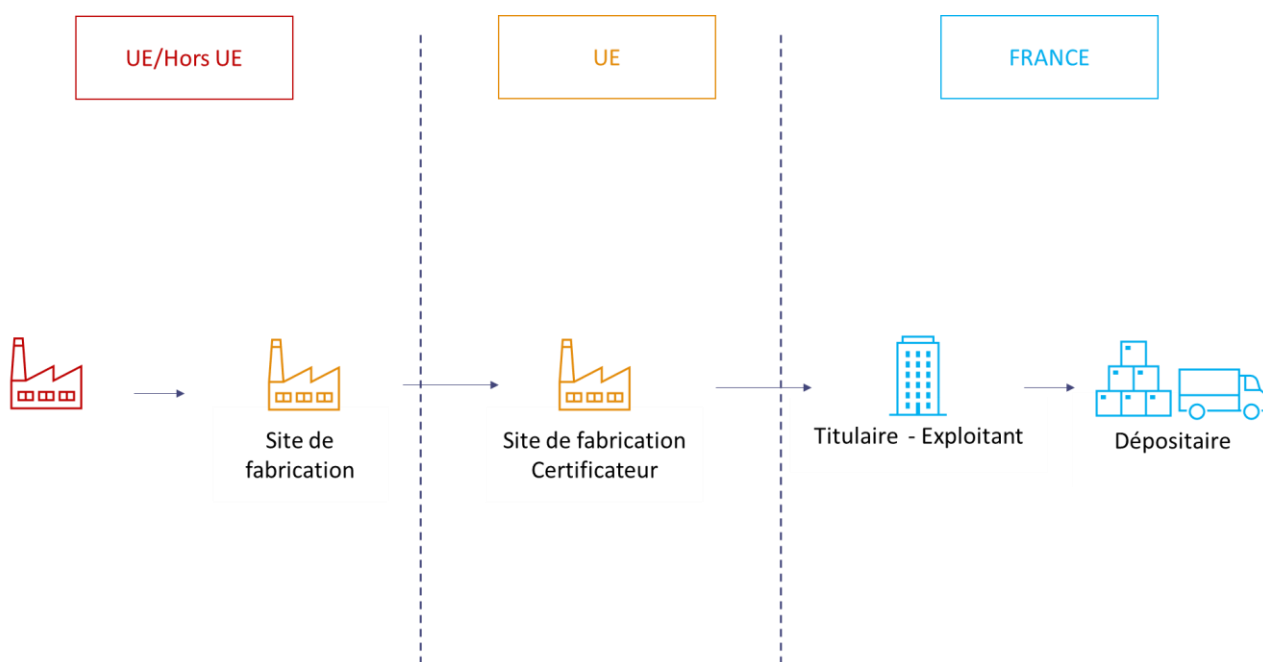 UE/Hors UE
UE
FRANCE
Site de
fabrication
Site de fabrication
Certificateur
Titulaire - Exploitant
Dépositaire